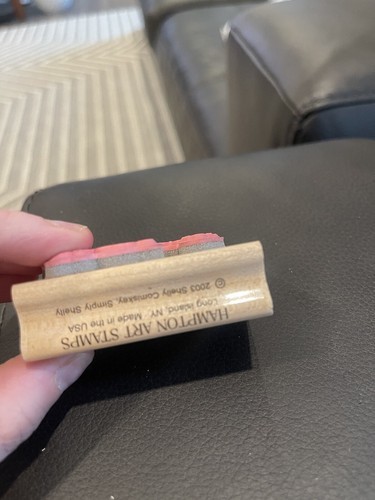 HAMPTON ART STAMPS
Long Island, NY Made in the USA
© 2003 Shelly Comiskey, Simply Shelly